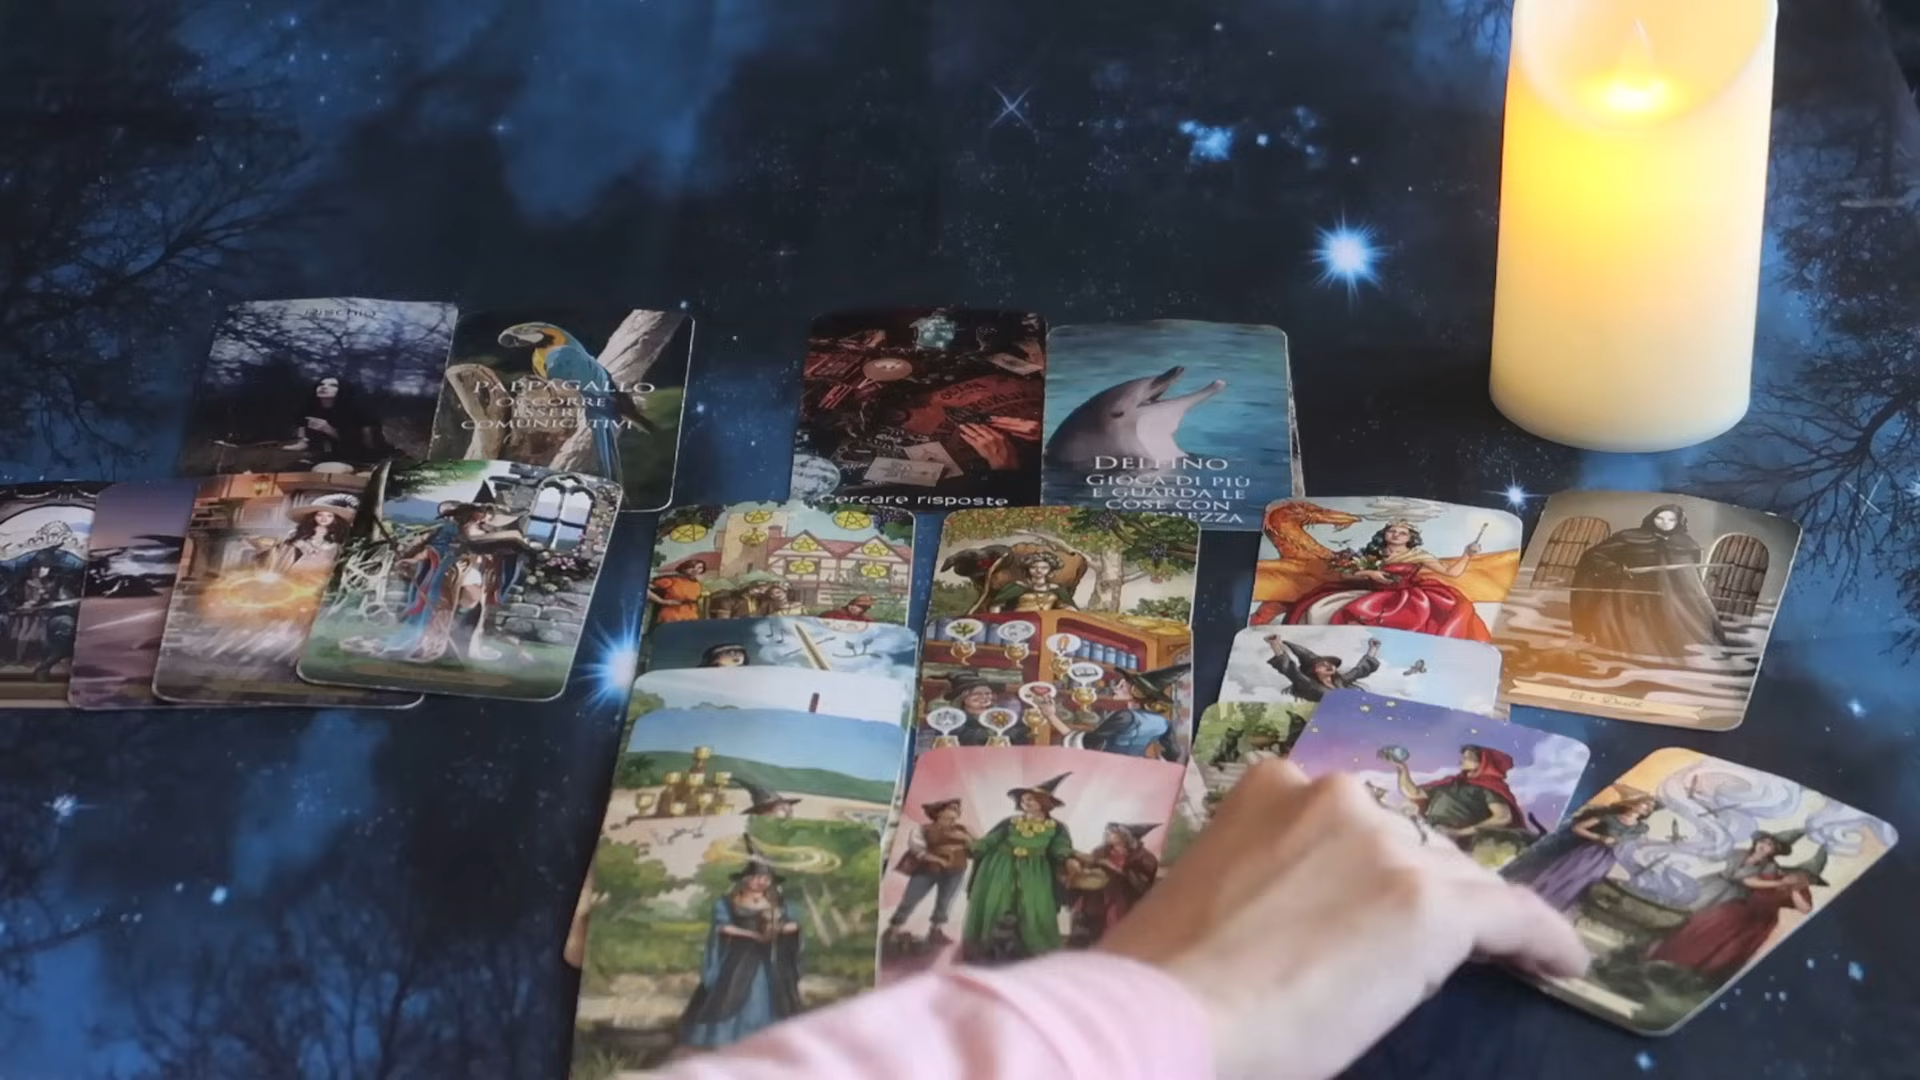 Rischio
PAPPAGALLO
OCCORRE
ESSERE
COMUNICATIVI
cercare risposte
DELFINO
GIOCA DI PIÙ
E GUARDA LE
COSE CON